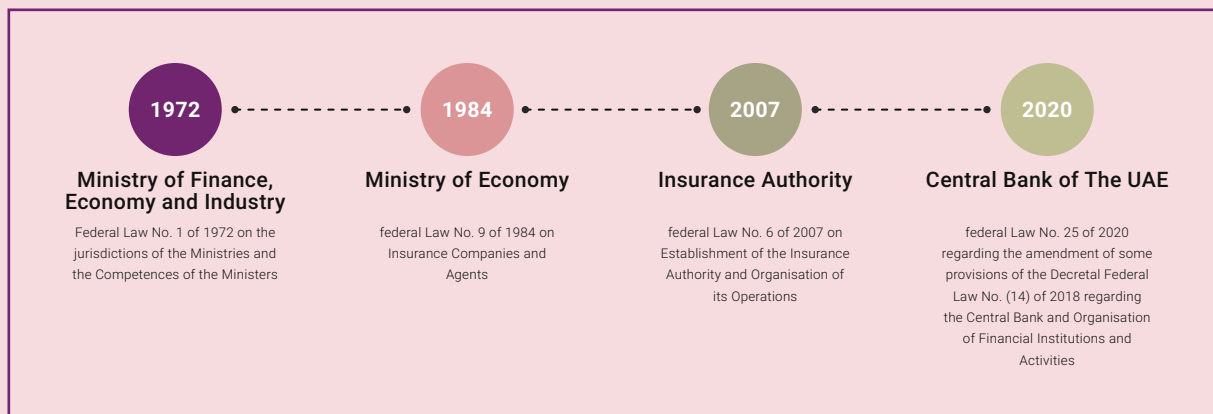 1972
Ministry of Finance,
Economy and Industry
Federal Law No. 1 of 1972 on the
jurisdictions of the Ministries and
the Competences of the Ministers
1984
Ministry of Economy
federal Law No. 9 of 1984 on
Insurance Companies and
Agents
2007
Insurance Authority
federal Law No. 6 of 2007 on
Establishment of the Insurance
Authority and Organisation of
its Operations
2020
Central Bank of The UAE
federal Law No. 25 of 2020
regarding the amendment of some
provisions of the Decretal Federal
Law No. (14) of 2018 regarding
the Central Bank and Organisation
of Financial Institutions and
Activities